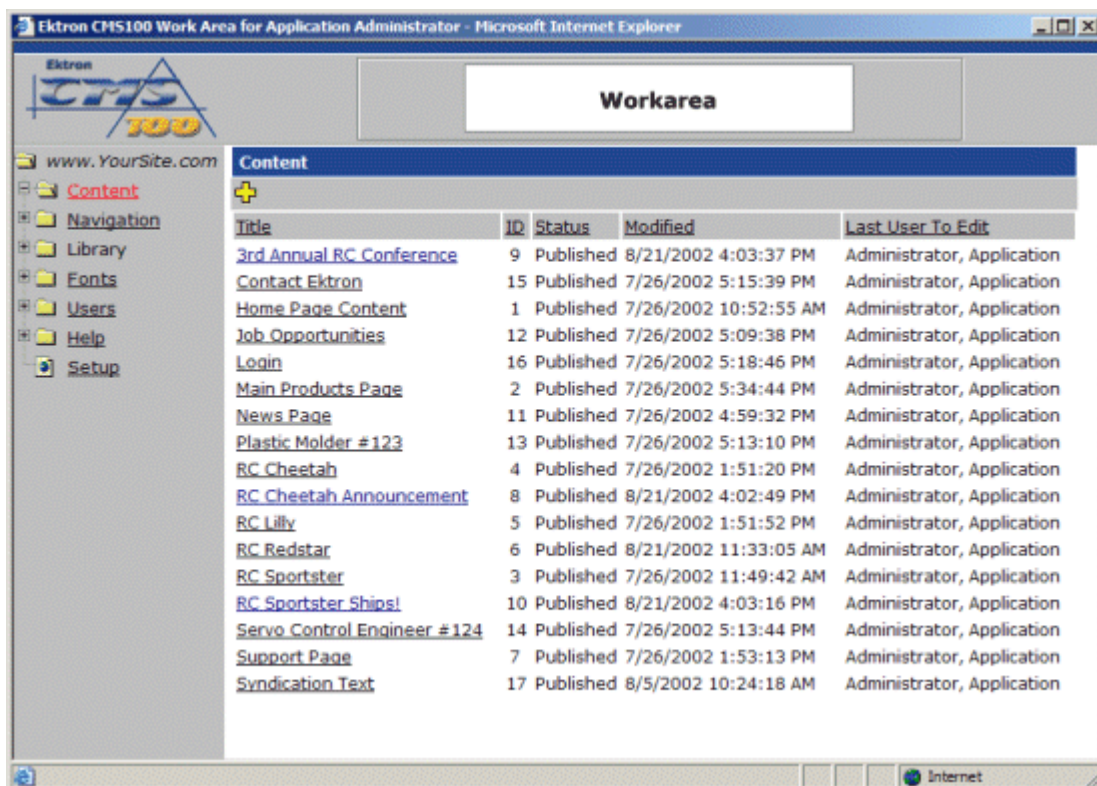 Ektron CMS100 Work Area for Application Administrator - Microsoft Internet Explorer
Ektron
CMS
100
Workarea
www.YourSite.com
Content
Navigation
Library
Fonts
Users
Help
Setup
Content
Title ID Status Modified Last User To Edit
3rd Annual RC Conference 9 Published 8/21/2002 4:03:37 PM Administrator, Application
Contact Ektron 15 Published 7/26/2002 5:15:39 PM Administrator, Application
Home Page Content 1 Published 7/26/2002 10:52:55 AM Administrator, Application
Job Opportunities 12 Published 7/26/2002 5:09:38 PM Administrator, Application
Login 16 Published 7/26/2002 5:18:46 PM Administrator, Application
Main Products Page 2 Published 7/26/2002 5:34:44 PM Administrator, Application
News Page 11 Published 7/26/2002 4:59:32 PM Administrator, Application
Plastic Molder #123 13 Published 7/26/2002 5:13:10 PM Administrator, Application
RC Cheetah 4 Published 7/26/2002 1:51:20 PM Administrator, Application
RC Cheetah Announcement 8 Published 8/21/2002 4:02:49 PM Administrator, Application
RC Lilly 5 Published 7/26/2002 1:51:52 PM Administrator, Application
RC Redstar 6 Published 8/21/2002 11:33:05 AM Administrator, Application
RC Sportster 3 Published 7/26/2002 11:49:42 AM Administrator, Application
RC Sportster Ships! 10 Published 8/21/2002 4:03:16 PM Administrator, Application
Servo Control Engineer #124 14 Published 7/26/2002 5:13:44 PM Administrator, Application
Support Page 7 Published 7/26/2002 1:53:13 PM Administrator, Application
Syndication Text 17 Published 8/5/2002 10:24:18 AM Administrator, Application
Internet